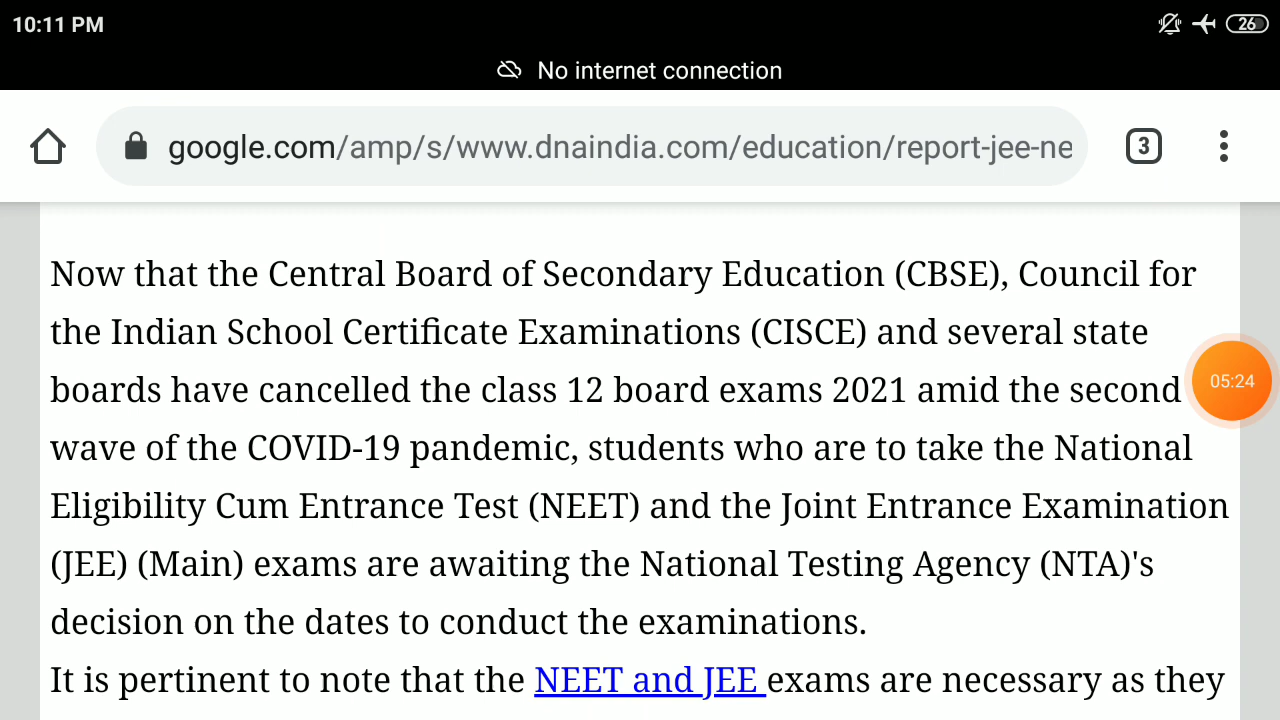 10:11 PM
26
No internet connection
google.com/amp/s/www.dnaindia.com/education/report-jee-ne
3
Now that the Central Board of Secondary Education (CBSE), Council for
the Indian School Certificate Examinations (CISCE) and several state
boards have cancelled the class 12 board exams 2021 amid the second
05:24
wave of the COVID-19 pandemic, students who are to take the National
Eligibility Cum Entrance Test (NEET) and the Joint Entrance Examination
(JEE) (Main) exams are awaiting the National Testing Agency (NTA)'s
decision on the dates to conduct the examinations.
It is pertinent to note that the NEET and JEE exams are necessary as they